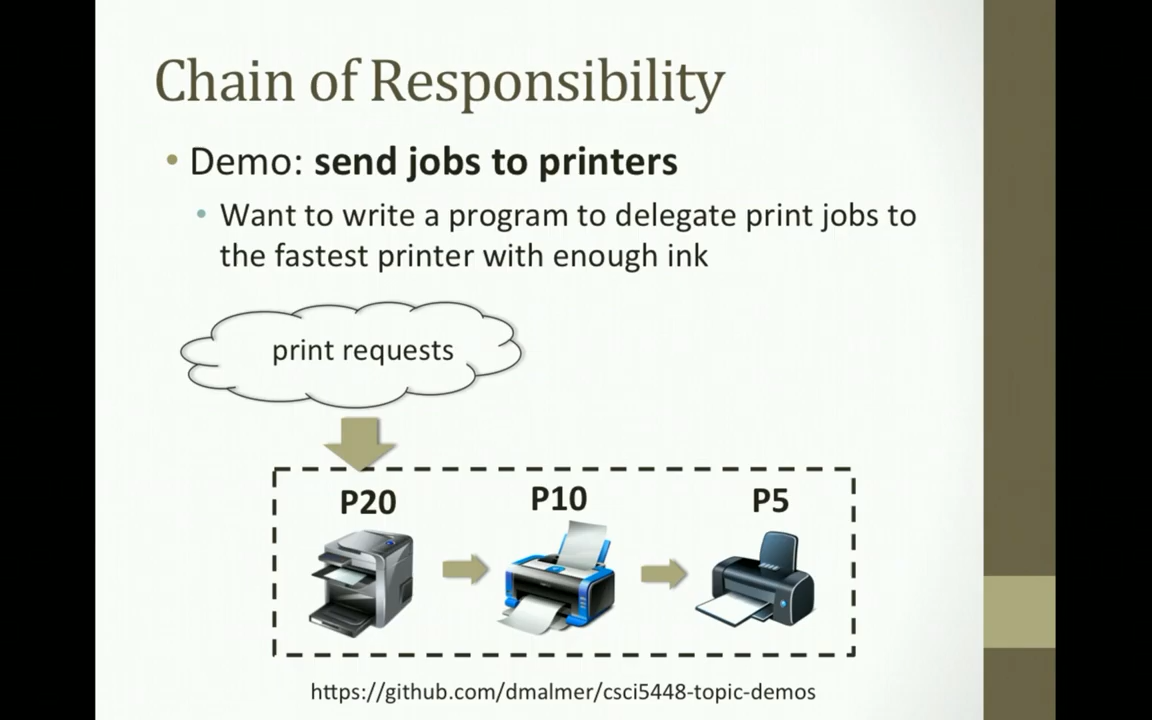 Chain of Responsibility
• Demo: send jobs to printers
• Want to write a program to delegate print jobs to
the fastest printer with enough ink
print requests
P20 P10 P5
https://github.com/dmalmer/csci5448-topic-demos